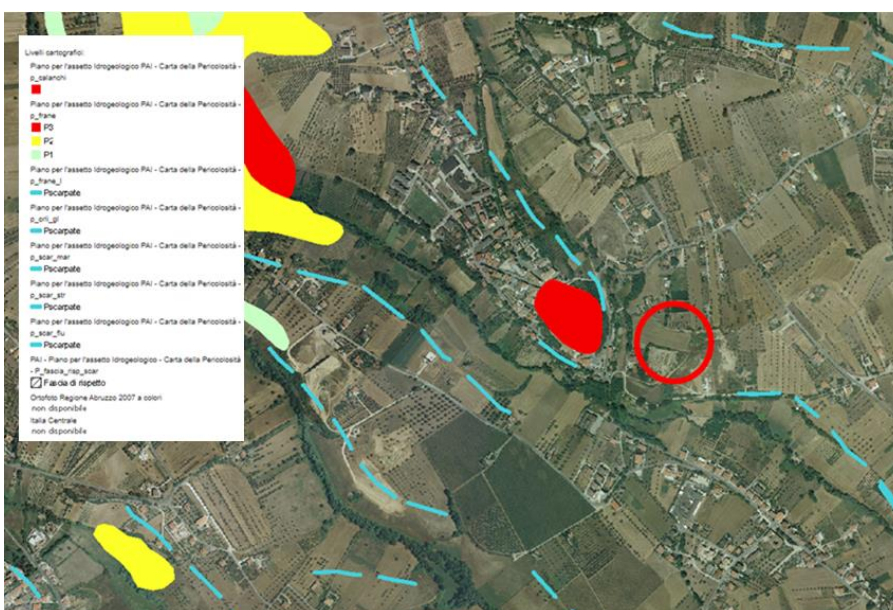 Livelli cartografici:
Piano per l'assetto Idrogeologico PAI - Carta della Pericolosità -
p_calanchi
Piano per l'assetto Idrogeologico PAI - Carta della Pericolosità -
p_frane
P3
P2
P1
Piano per l'assetto Idrogeologico PAI - Carta della Pericolosità -
p_frane_l
Pscarpate
Piano per l'assetto Idrogeologico PAI - Carta della Pericolosità -
p_orli_gl
Pscarpate
Piano per l'assetto Idrogeologico PAI - Carta della Pericolosità -
p_scar_mar
Pscarpate
Piano per l'assetto Idrogeologico PAI - Carta della Pericolosità -
p_scar_str
Pscarpate
Piano per l'assetto Idrogeologico PAI - Carta della Pericolosità -
p_scar_flu
Pscarpate
PAI - Piano per l'assetto Idrogeologico - Carta della Pericolosità
- P_fascia_risp_scar
Fascia di rispetto
Ortofoto Regione Abruzzo 2007 a colori
non disponibile
Italia Centrale
non disponibile